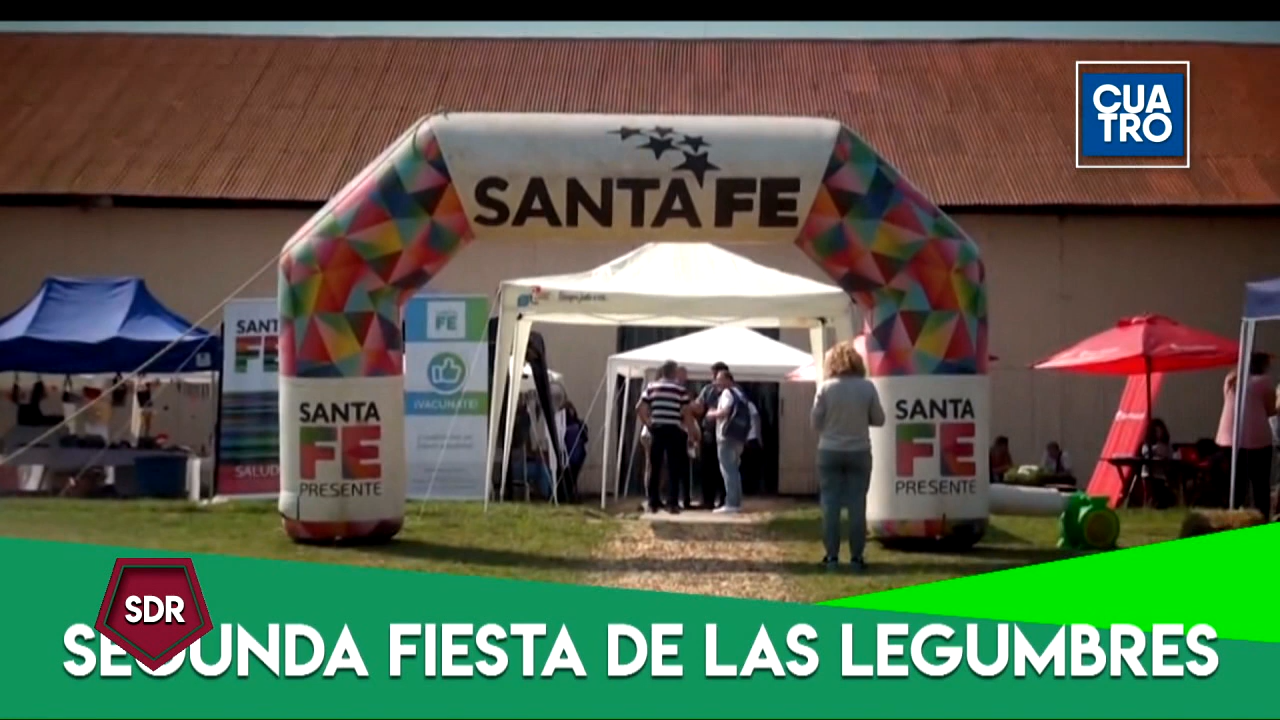 CUA
TRO
SANTA FE
SANT
FE
SALUD
FE
¡VACUNATE!
SANTA
FE
PRESENTE
SANTA
FE
PRESENTE
SDR
SEGUNDA FIESTA DE LAS LEGUMBRES